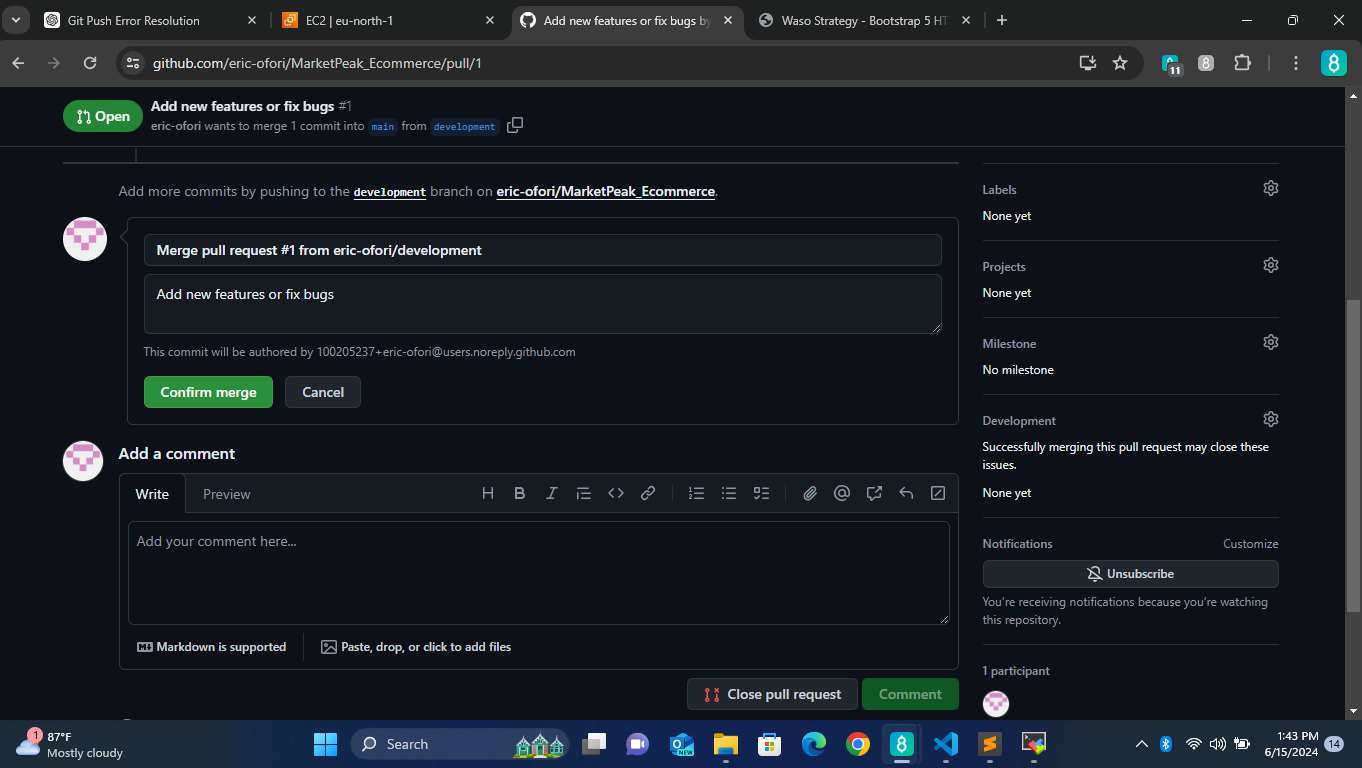 Git Push Error Resolution
EC2 | eu-north-1
Add new features or fix bugs by
Waso Strategy - Bootstrap 5 HT
github.com/eric-ofori/MarketPeak_Ecommerce/pull/1
11
8
8
Open
Add new features or fix bugs #1
eric-ofori wants to merge 1 commit into main from development
Add more commits by pushing to the development branch on eric-ofori/MarketPeak_Ecommerce.
Merge pull request #1 from eric-ofori/development
Add new features or fix bugs
This commit will be authored by 100205237+eric-ofori@users.noreply.github.com
Confirm merge
Cancel
Add a comment
Write
Preview
Add your comment here...
Markdown is supported
Paste, drop, or click to add files
Close pull request
Comment
Labels
None yet
Projects
None yet
Milestone
No milestone
Development
Successfully merging this pull request may close these
issues.
None yet
Notifications
Customize
Unsubscribe
You're receiving notifications because you're watching
this repository.
1 participant
1
87°F
Mostly cloudy
Search
NEW
1:43 PM
6/15/2024
14